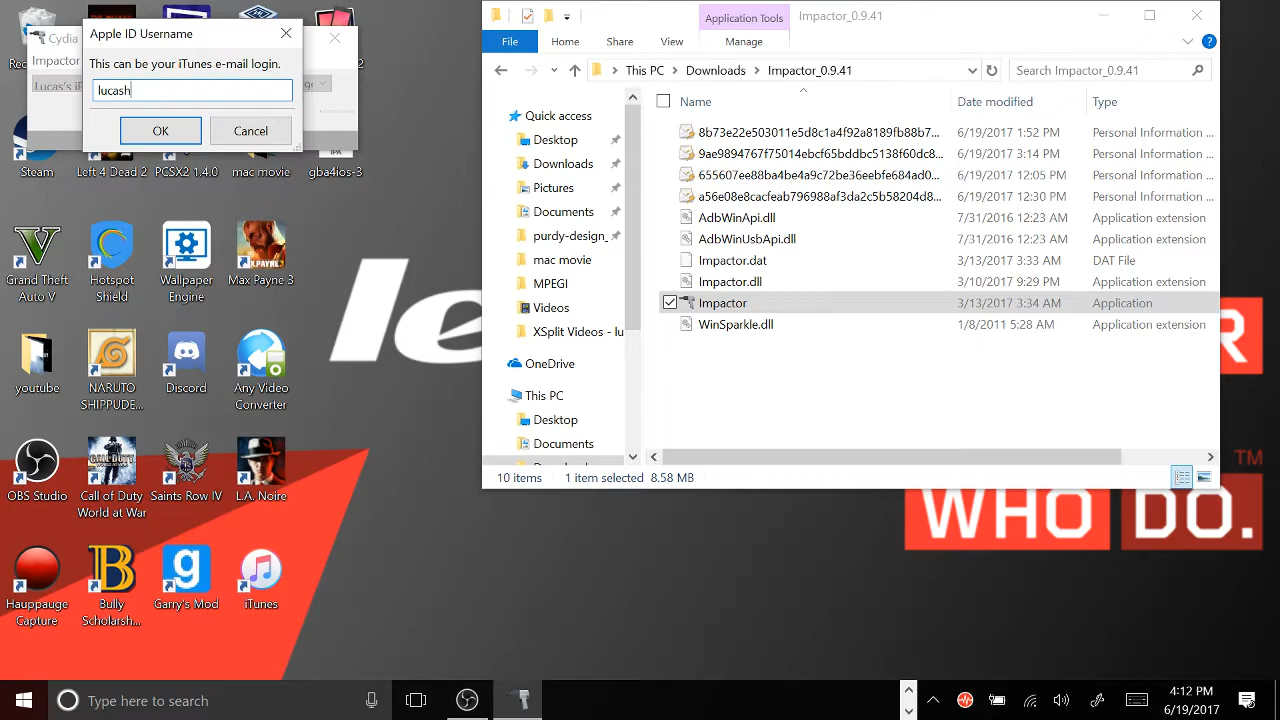 Apple ID Username
This can be your iTunes e-mail login.
lucash
OK
Cancel
Cydia
Impactor
Lucas's iP
Application Tools
Impactor_0.9.41
File
Home
Share
View
Manage
This PC
Downloads
Impactor_0.9.41
Search Impactor_0.9.41
Name
Date modified
Type
8b73e22e503011e5d8c1a4f92a8189fb88b7...
6/19/2017 1:52 PM
Personal Information ...
9ae9894767f75014ebcf65bddbc5138f60dc8...
6/19/2017 3:14 PM
Personal Information ...
655607ee88ba4be4a9c72be36eebfe684ad0...
6/19/2017 12:05 PM
Personal Information ...
a56e08e8cacfeab796988af3da2c5b58204d8...
6/19/2017 12:30 PM
Personal Information ...
AdbWinApi.dll
7/31/2016 12:23 AM
Application extension
AdbWinUsbApi.dll
7/31/2016 12:23 AM
Application extension
Impactor.dat
3/13/2017 3:33 AM
DAT File
Impactor.dll
3/10/2017 9:29 PM
Application extension
Impactor
3/13/2017 3:34 AM
Application
WinSparkle.dll
1/8/2011 5:28 AM
Application extension
Quick access
Desktop
Downloads
Pictures
Documents
purdy-design_
mac movie
MPEGI
Videos
XSplit Videos - lu
OneDrive
This PC
Desktop
Documents
10 items
1 item selected
8.58 MB
Steam
Left 4 Dead 2
PCSX2 1.4.0
mac movie
gba4ios-3
Grand Theft
Auto V
Hotspot
Shield
Wallpaper
Engine
Max Payne 3
youtube
NARUTO
SHIPPUDE...
Discord
Any Video
Converter
OBS Studio
Call of Duty
World at War
Saints Row IV
L.A. Noire
Hauppauge
Capture
Bully
Scholarsh...
Garry's Mod
iTunes
le
R
TM
WHO DO.
Type here to search
4:12 PM
6/19/2017